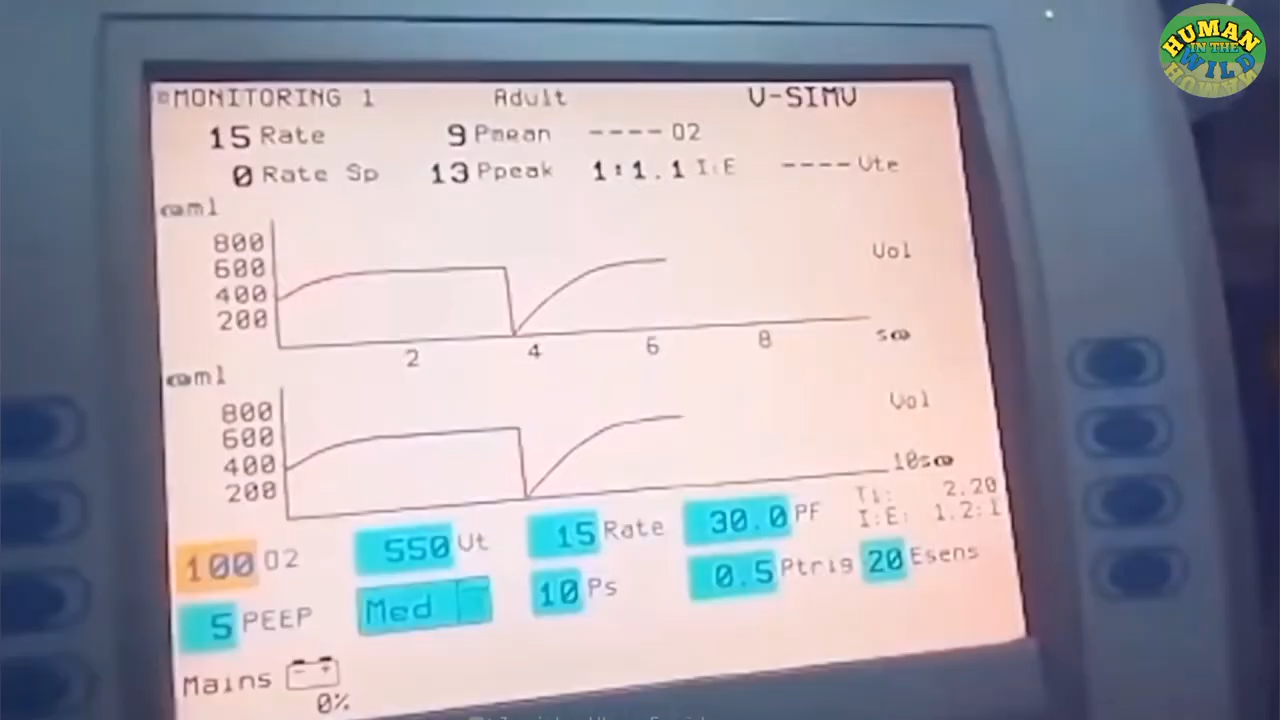 HUMAN
IN THE
WILD
MONITORING 1 Adult V-SIMV
15 Rate 9 Pmean ---- O2
0 Rate Sp 13 Ppeak 1:1.1 I:E ---- Vte
ml
800
600 Vol
400
200
2 4 6 8 s
ml
800 Vol
600
400
200 10s
Ti: 2.20
I:E: 1.2:1
100 O2 550 Vt 15 Rate 30.0 PF
5 PEEP Med 10 Ps 0.5 Ptrig 20 Esens
Mains
0%